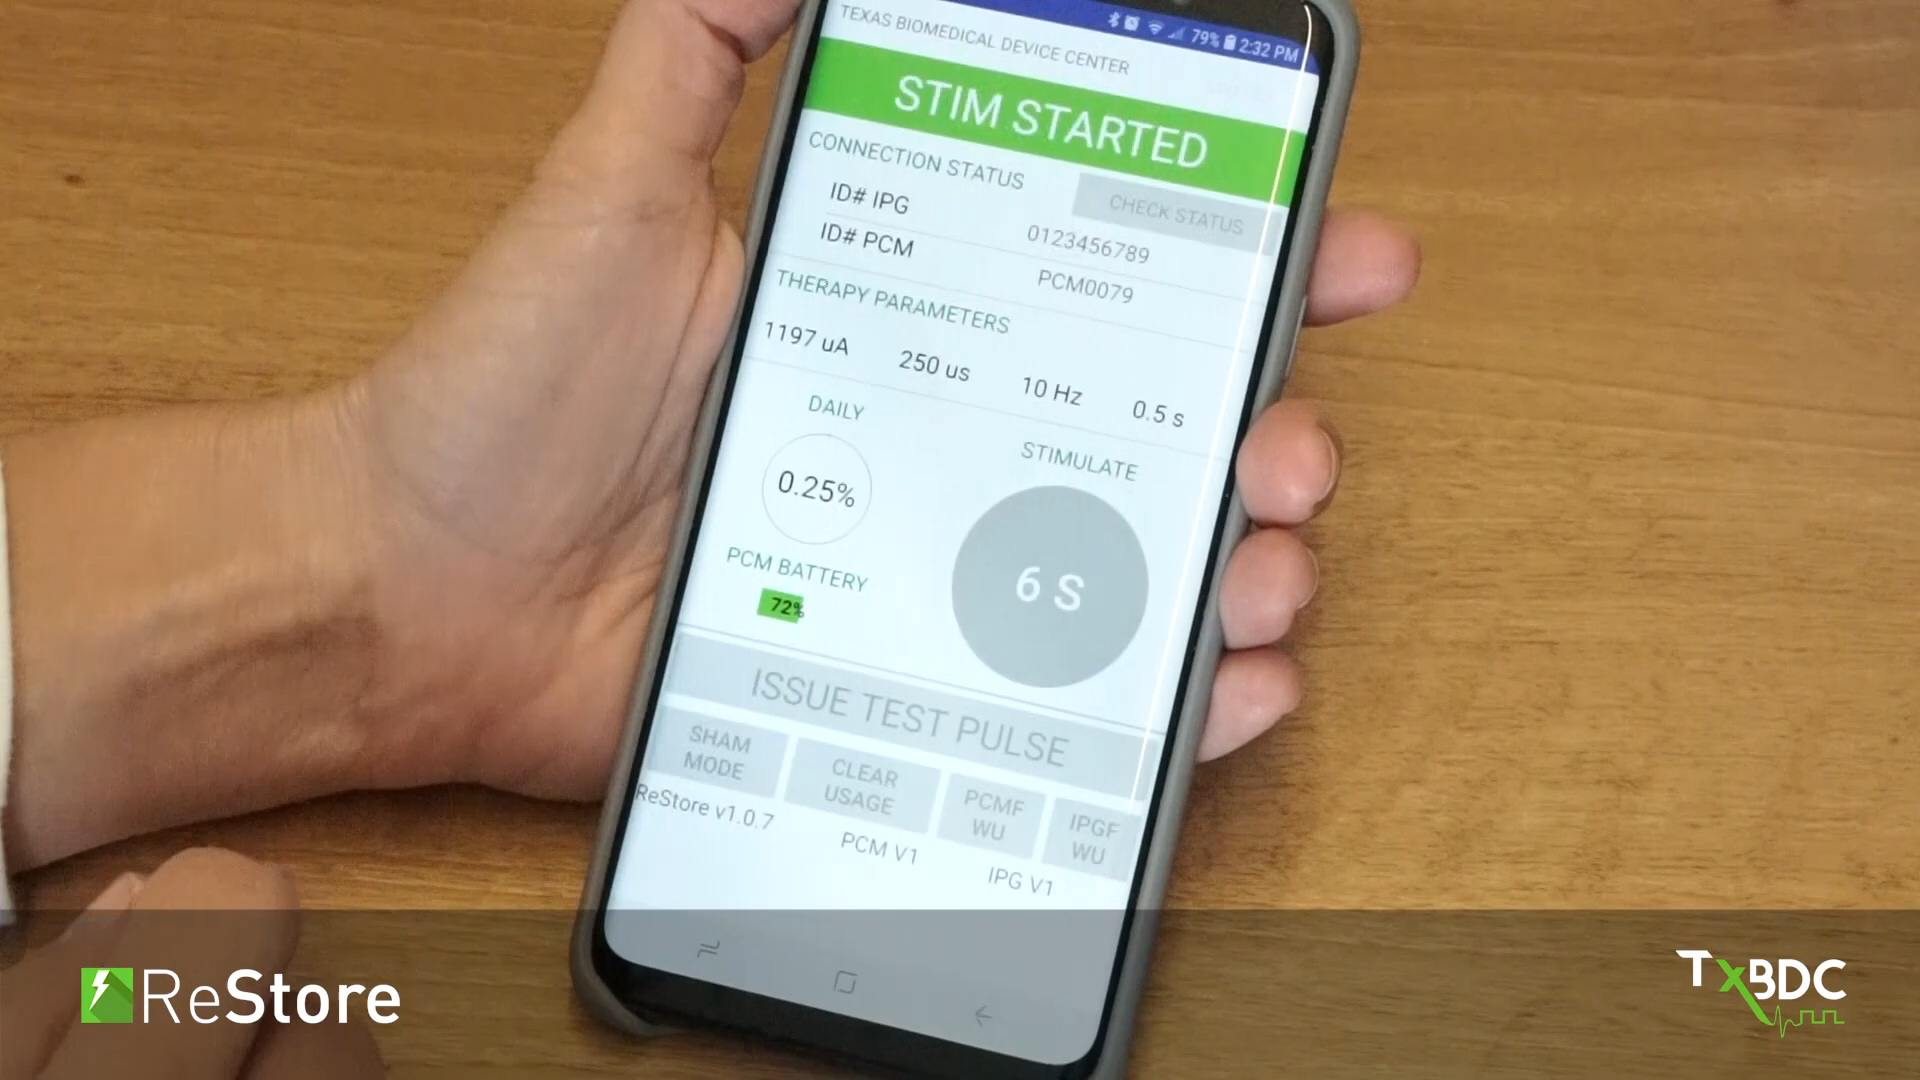 79% 2:32 PM
TEXAS BIOMEDICAL DEVICE CENTER
STIM STARTED
CONNECTION STATUS
CHECK STATUS
ID# IPG 0123456789
ID# PCM PCM0079
THERAPY PARAMETERS
1197 uA 250 us 10 Hz 0.5 s
DAILY
0.25%
STIMULATE
6 S
PCM BATTERY
72%
ISSUE TEST PULSE
SHAM
MODE
CLEAR
USAGE
PCMF
WU
IPGF
WU
ReStore v1.0.7
PCM V1
IPG V1
ReStore
TxBDC